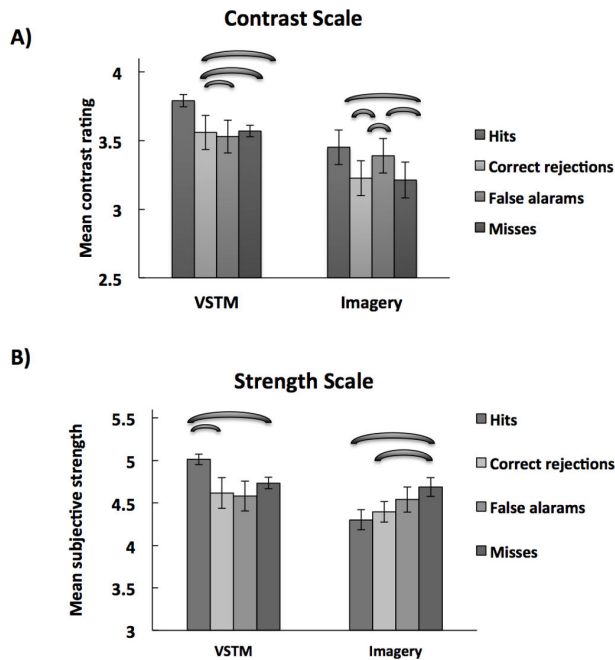 A)
Contrast Scale
Mean contrast rating
4
3.5
3
2.5
VSTM
Imagery
Hits
Correct rejections
False alarams
Misses
B)
Strength Scale
Mean subjective strength
5.5
5
4.5
4
3.5
3
VSTM
Imagery
Hits
Correct rejections
False alarams
Misses